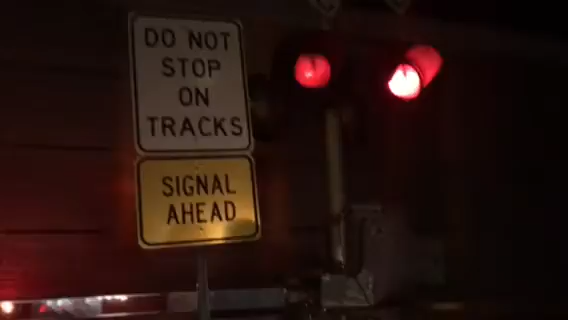 DO NOT
STOP
ON
TRACKS
SIGNAL
AHEAD